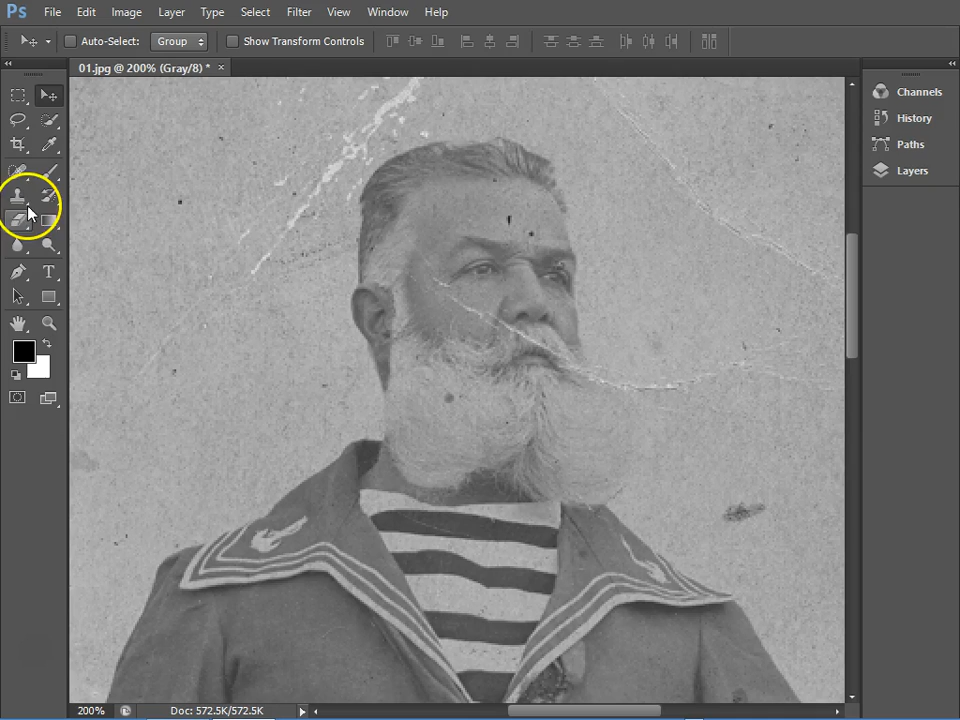 Ps File Edit Image Layer Type Select Filter View Window Help
Auto-Select: Group Show Transform Controls
01.jpg @ 200% (Gray/8) * ×
Channels
History
Paths
Layers
T
200% Doc: 572.5K/572.5K